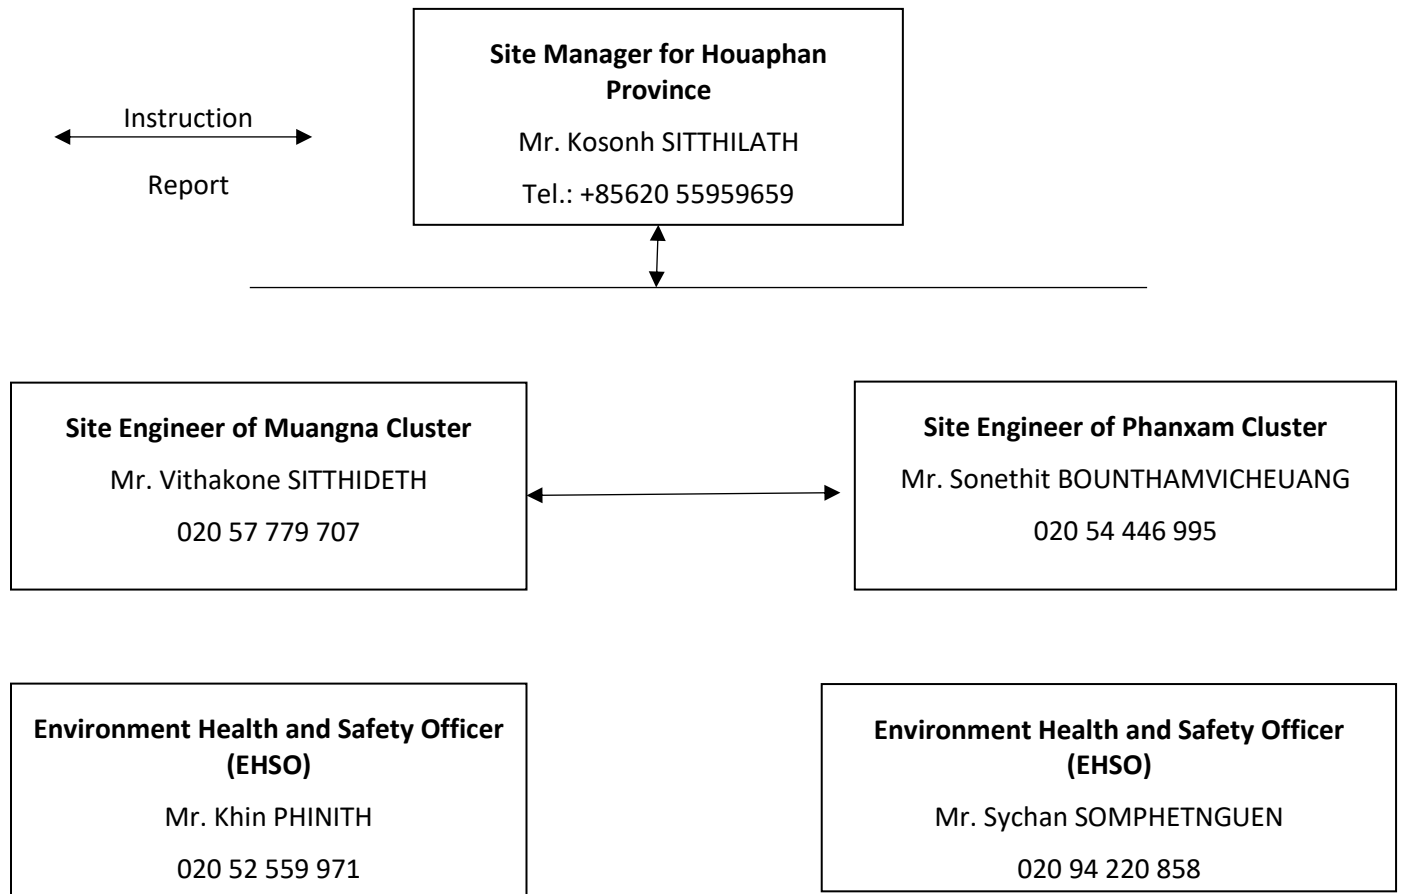 Site Manager for Houaphan
Province
Mr. Kosonh SITTHILATH
Tel.: +85620 55959659
Instruction
Report
Site Engineer of Muangna Cluster
Mr. Vithakone SITTHIDETH
020 57 779 707
Site Engineer of Phanxam Cluster
Mr. Sonethit BOUNTHAMVICHEUANG
020 54 446 995
Environment Health and Safety Officer
(EHSO)
Mr. Khin PHINITH
020 52 559 971
Environment Health and Safety Officer
(EHSO)
Mr. Sychan SOMPHETNGUEN
020 94 220 858